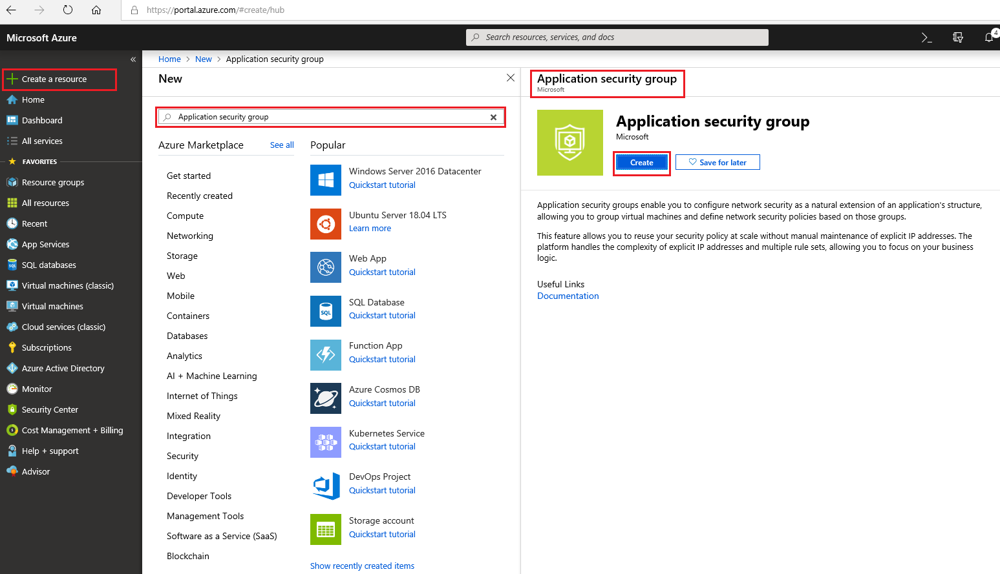 https://portal.azure.com/#create/hub
Microsoft Azure
Search resources, services, and docs
4
«
Create a resource
Home
Dashboard
All services
FAVORITES
Resource groups
All resources
Recent
App Services
SQL databases
Virtual machines (classic)
Virtual machines
Cloud services (classic)
Subscriptions
Azure Active Directory
Monitor
Security Center
Cost Management + Billing
Help + support
Advisor
Home > New > Application security group
New
Application security group
Azure Marketplace See all
Get started
Recently created
Compute
Networking
Storage
Web
Mobile
Containers
Databases
Analytics
AI + Machine Learning
Internet of Things
Mixed Reality
Integration
Security
Identity
Developer Tools
Management Tools
Software as a Service (SaaS)
Blockchain
Popular
Windows Server 2016 Datacenter
Quickstart tutorial
Ubuntu Server 18.04 LTS
Learn more
Web App
Quickstart tutorial
SQL
SQL Database
Quickstart tutorial
Function App
Quickstart tutorial
Azure Cosmos DB
Quickstart tutorial
Kubernetes Service
Quickstart tutorial
DevOps Project
Quickstart tutorial
Storage account
Quickstart tutorial
Show recently created items
Application security group
Microsoft
Application security group
Microsoft
Create
Save for later
Application security groups enable you to configure network security as a natural extension of an application's structure,
allowing you to group virtual machines and define network security policies based on those groups.
This feature allows you to reuse your security policy at scale without manual maintenance of explicit IP addresses. The
platform handles the complexity of explicit IP addresses and multiple rule sets, allowing you to focus on your business
logic.
Useful Links
Documentation